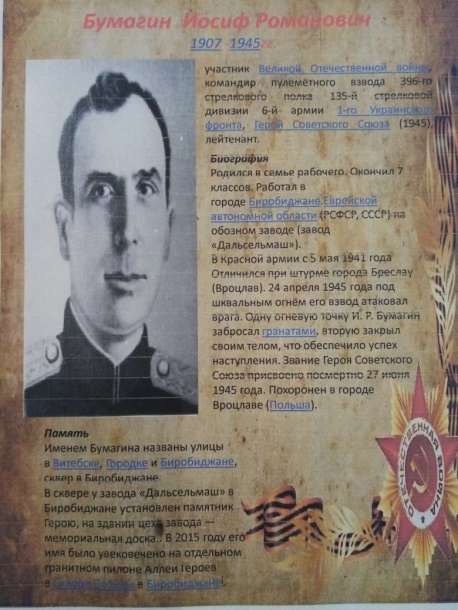 Бумагин Иосиф Романович
1907 1945гг.
участник Великой Отечественной войны,
командир пулемётного взвода 396-го
стрелкового полка 135-й стрелковой
дивизии 6-й армии 1-го Украинского
фронта, Герой Советского Союза (1945),
лейтенант.
Биография
Родился в семье рабочего. Окончил 7
классов. Работал в
городе Биробиджане,Еврейской
автономной области (РСФСР, СССР) на
обозном заводе (завод
«Дальсельмаш»).
В Красной армии с 5 мая 1941 года
Отличился при штурме города Бреслау
(Вроцлав). 24 апреля 1945 года под
шквальным огнём его взвод атаковал
врага. Одну огневую точку И. Р. Бумагин
забросал гранатами, вторую закрыл
своим телом, что обеспечило успех
наступления. Звание Героя Советского
Союза присвоено посмертно 27 июня
1945 года. Похоронен в городе
Вроцлаве (Польша).
Память
Именем Бумагина названы улицы
в Витебске, Городке и Биробиджане,
сквер в Биробиджане.
В сквере у завода «Дальсельмаш» в
Биробиджане установлен памятник
Герою, на здании цеха завода —
мемориальная доска.. В 2015 году его
имя было увековечено на отдельном
гранитном пилоне Аллеи Героев
в Сквере Победы в Биробиджане.
ОТЕЧЕСТВЕННАЯ ВОЙНА